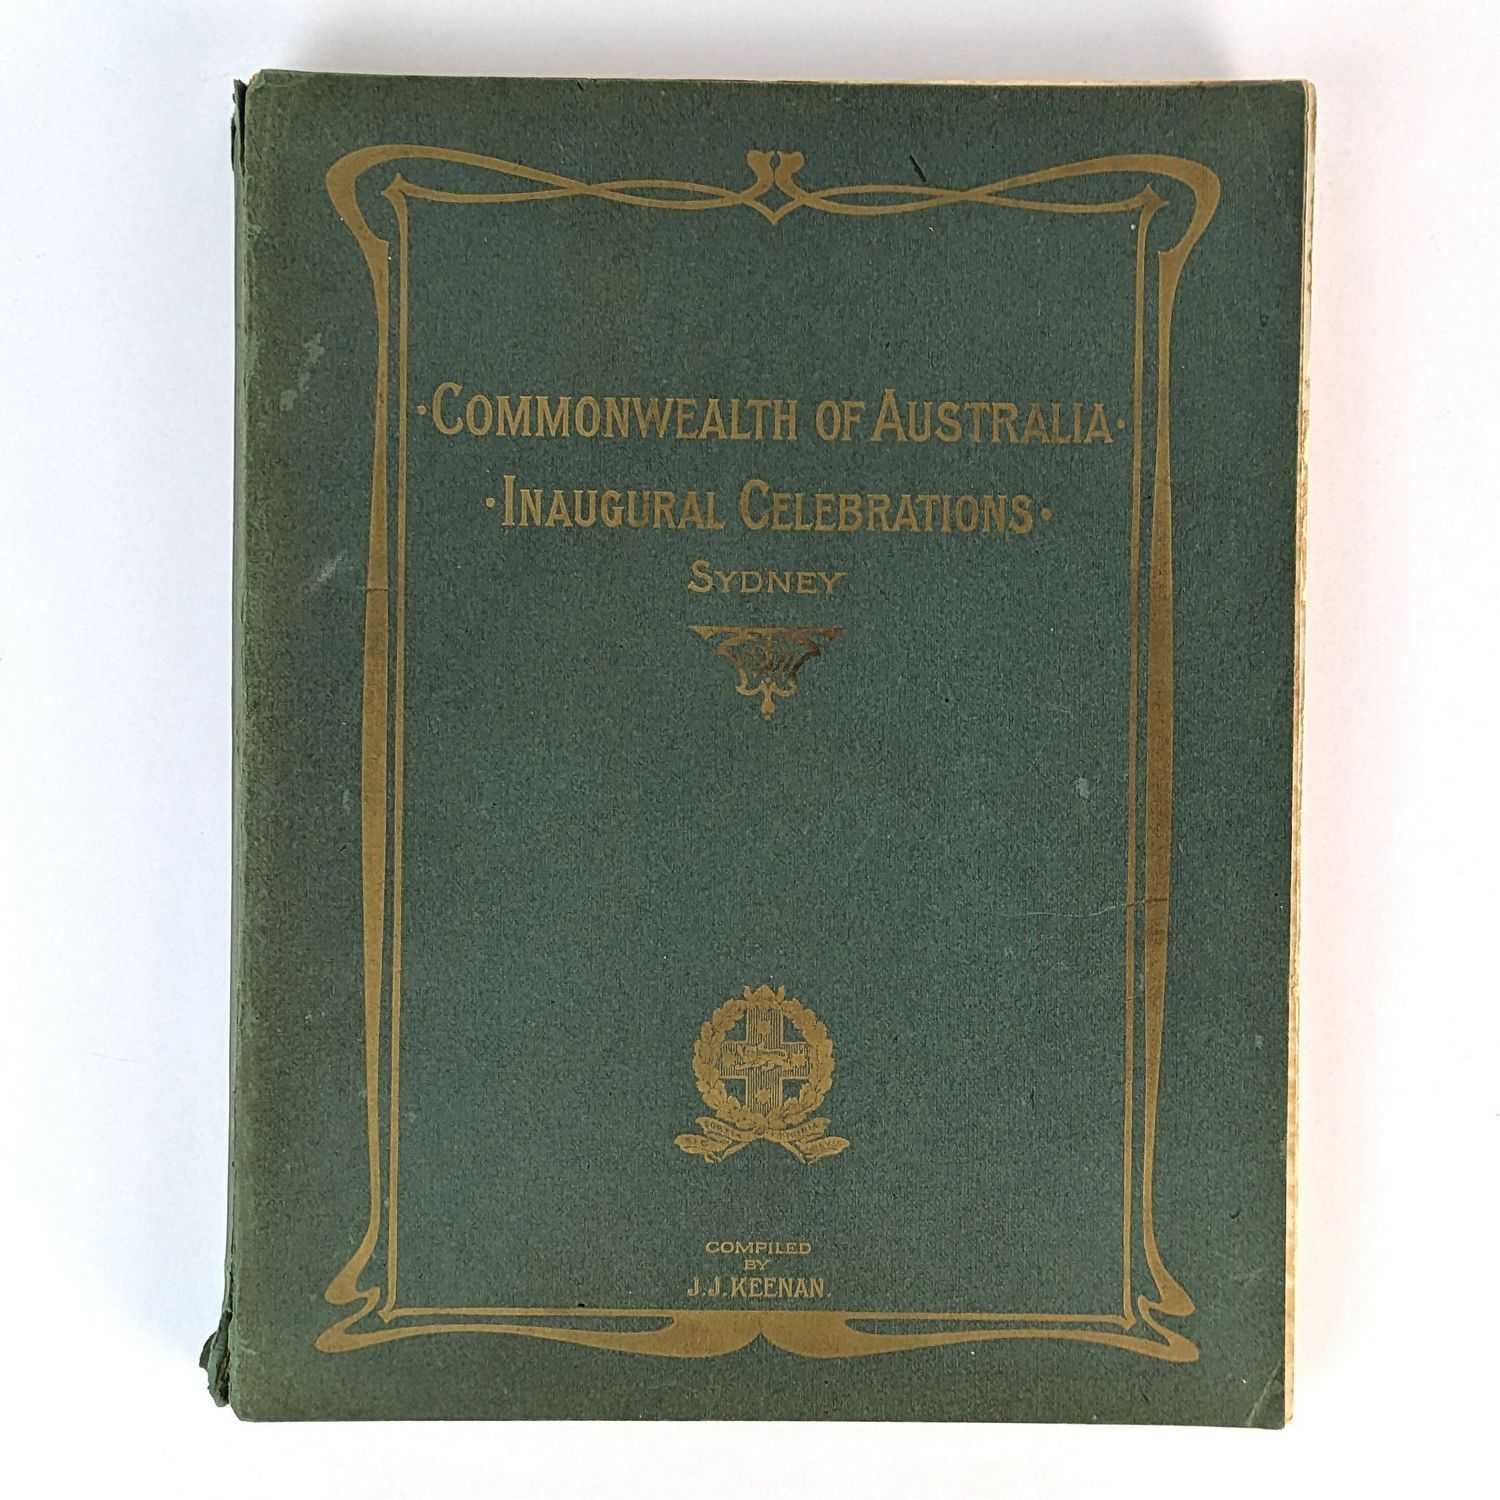 ·COMMONWEALTH OF AUSTRALIA·
·INAUGURAL CELEBRATIONS·
SYDNEY
COMPILED
BY
J.J. KEENAN.